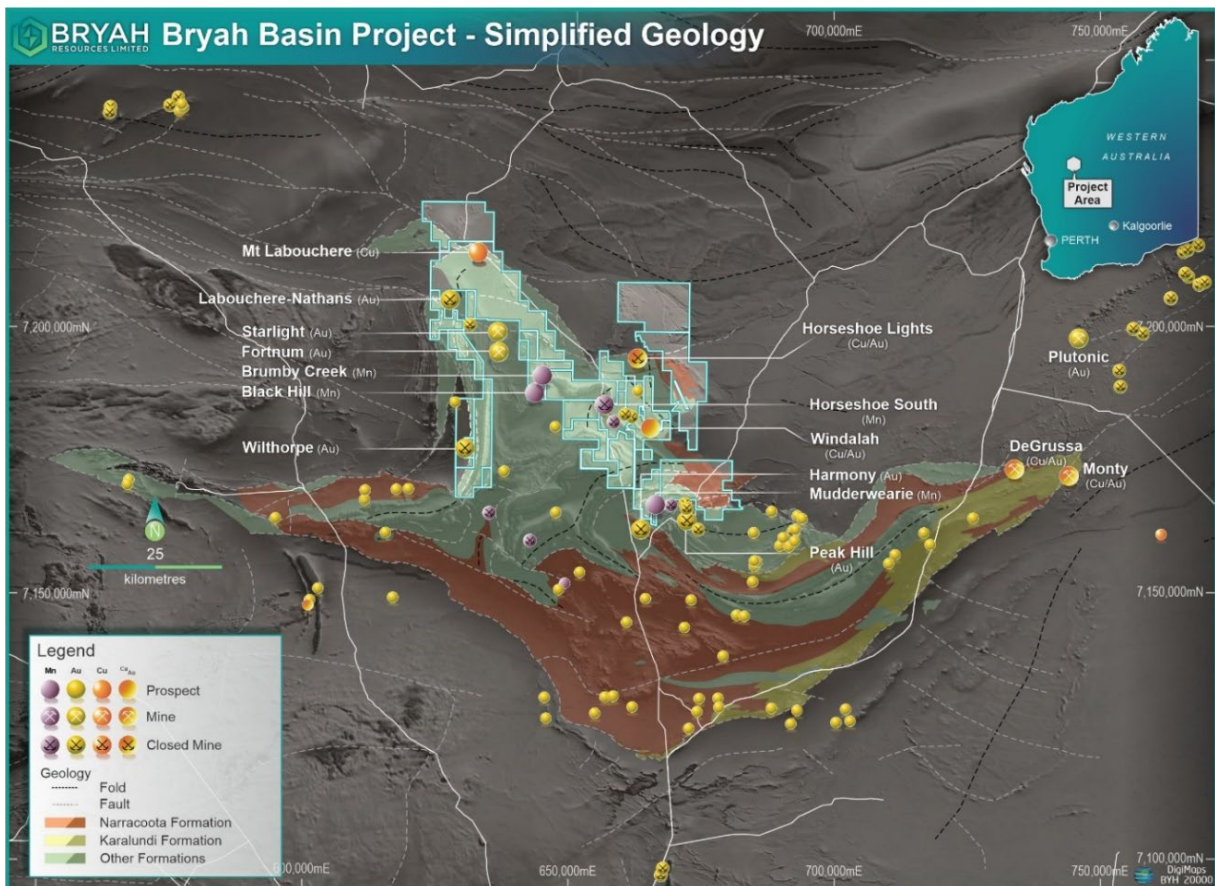 BRYAH
RESOURCES LIMITED
Bryah Basin Project - Simplified Geology
700,000mE
750,000mE
WESTERN
AUSTRALIA
Project
Area
Kalgoorlie
PERTH
Mt Labouchere (Cu)
Labouchere-Nathans (Au)
7,200,000mN
7,200,000mN
Starlight (Au)
Fortnum (Au)
Brumby Creek (Mn)
Black Hill (Mn)
Wilthorpe (Au)
Horseshoe Lights
(Cu/Au)
Plutonic
(Au)
Horseshoe South
(Mn)
Windalah
(Cu/Au)
Harmony (Au)
Mudderwearie (Mn)
DeGrussa
(Cu/Au)
Monty
(Cu/Au)
Peak Hill
(Au)
N
25
kilometres
7,150,000mN
7,150,000mN
Legend
Mn Au Cu Cu/Au
Prospect
Mine
Closed Mine
Geology
Fold
Fault
Narracoota Formation
Karalundi Formation
Other Formations
600,000mE
650,000mE
700,000mE
750,000mE
7,100,000mN
DigiMaps
BYH_20000